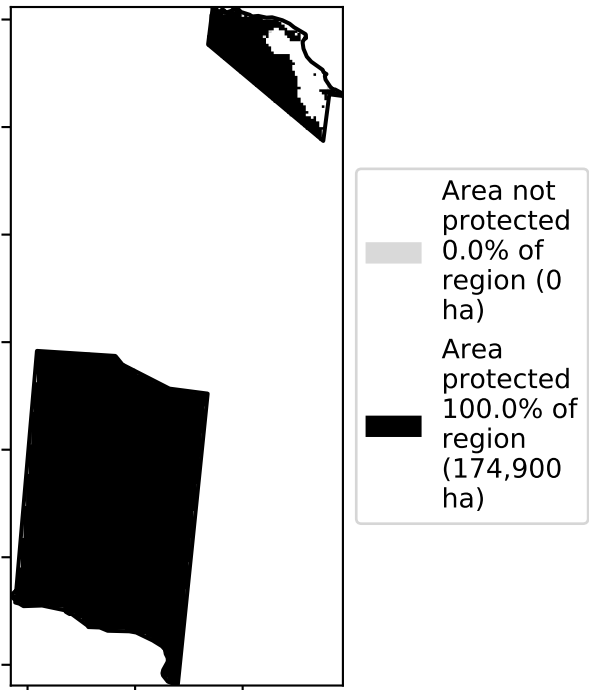 Area not
protected
0.0% of
region (0
ha)
Area
protected
100.0% of
region
(174,900
ha)